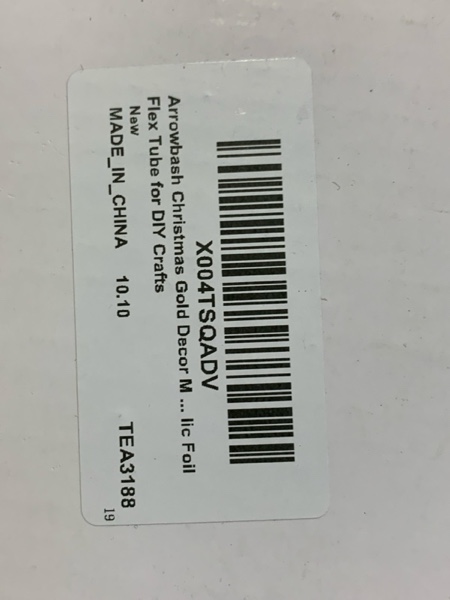 X004TSQADV
Arrowbash Christmas Gold Decor M ... lic Foil
Flex Tube for DIY Crafts
New
MADE_IN_CHINA 10.10 TEA3188
19